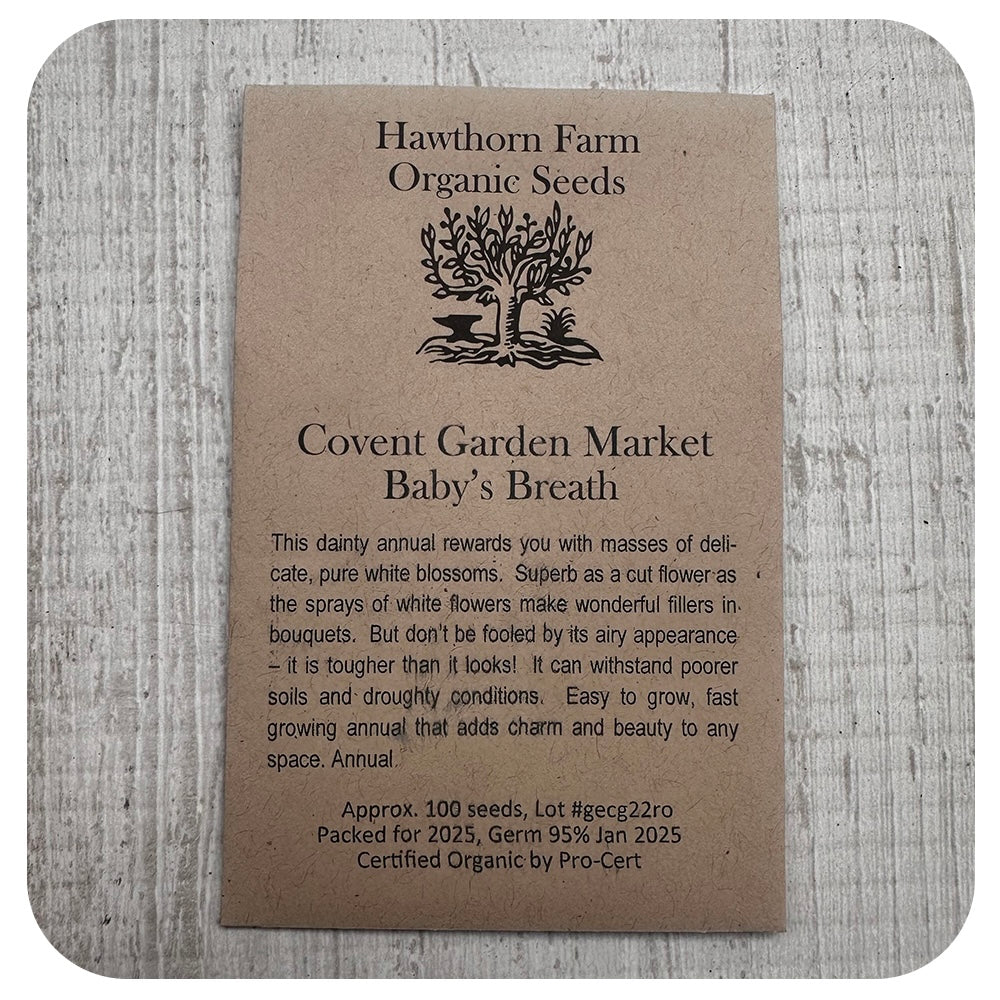 Hawthorn Farm
Organic Seeds
Covent Garden Market
Baby's Breath
This dainty annual rewards you with masses of deli-
cate, pure white blossoms. Superb as a cut flower as
the sprays of white flowers make wonderful fillers in
bouquets. But don't be fooled by its airy appearance
– it is tougher than it looks! It can withstand poorer
soils and droughty conditions. Easy to grow, fast
growing annual that adds charm and beauty to any
space. Annual
Approx. 100 seeds, Lot #gecg22ro
Packed for 2025, Germ 95% Jan 2025
Certified Organic by Pro-Cert